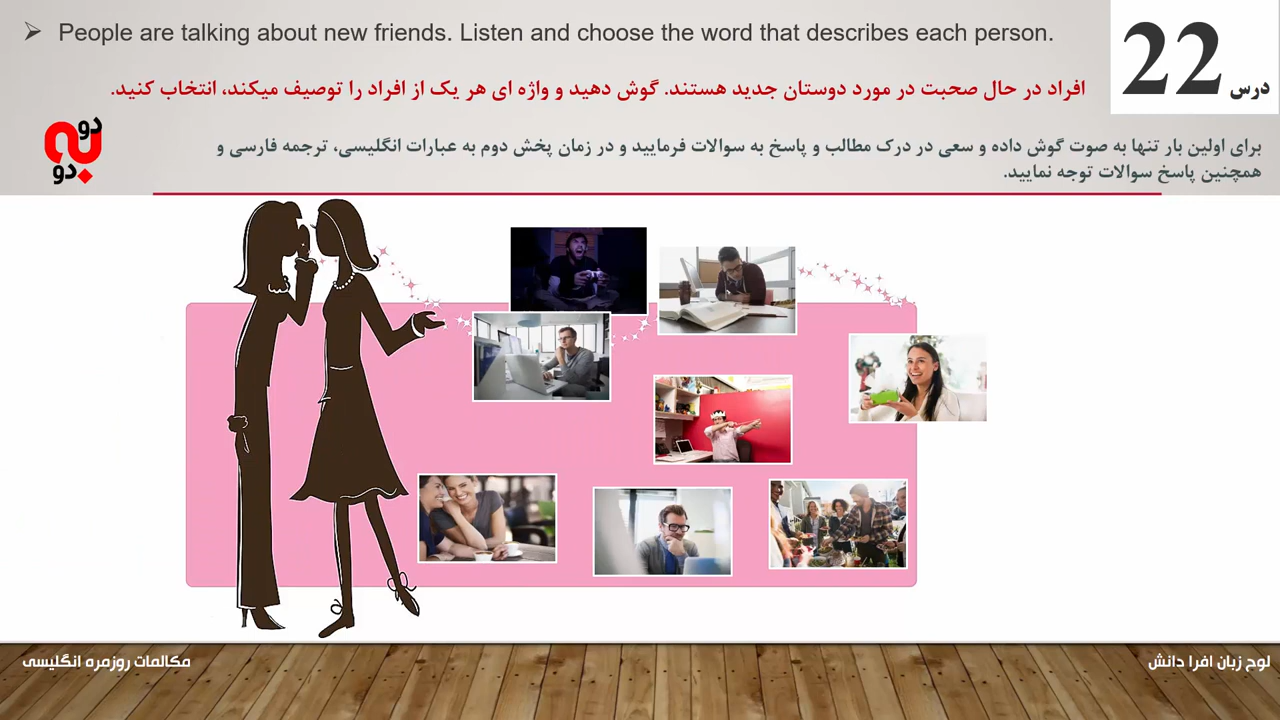 ➢ People are talking about new friends. Listen and choose the word that describes each person.
درس 22
افراد در حال صحبت در مورد دوستان جدید هستند. گوش دهید و واژه ای هر یک از افراد را توصیف میکند، انتخاب کنید.
دو به دو
برای اولین بار تنها به صوت گوش داده و سعی در درک مطالب و پاسخ به سوالات فرمایید و در زمان پخش دوم به عبارات انگلیسی، ترجمه فارسی و
همچنین پاسخ سوالات توجه نمایید.
لوح زبان افرا دانش
مکالمات روزمره انگلیسی